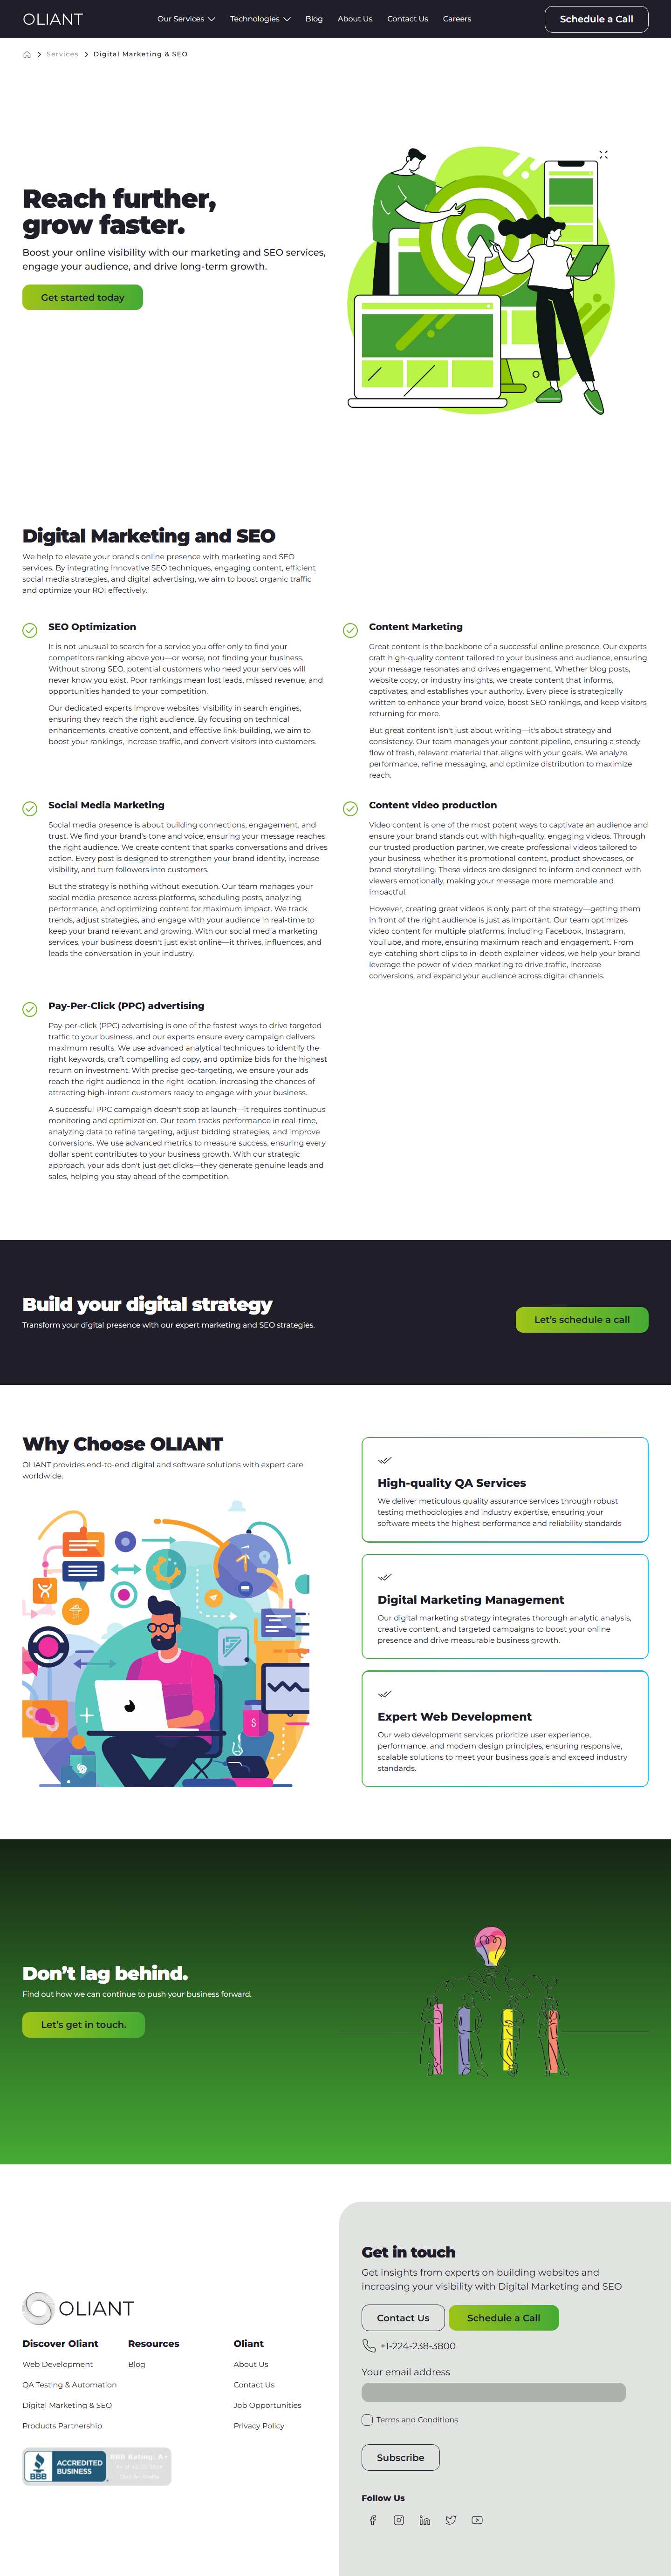 OLIANT
Our Services
Technologies
Blog
About Us
Contact Us
Careers
Schedule a Call
Services
Digital Marketing & SEO
Reach further,
grow faster.
Boost your online visibility with our marketing and SEO services,
engage your audience, and drive long-term growth.
Get started today
Digital Marketing and SEO
We help to elevate your brand's online presence with marketing and SEO
services. By integrating innovative SEO techniques, engaging content, efficient
social media strategies, and digital advertising, we aim to boost organic traffic
and optimize your ROI effectively.
SEO Optimization
It is not unusual to search for a service you offer only to find your
competitors ranking above you—or worse, not finding your business.
Without strong SEO, potential customers who need your services will
never know you exist. Poor rankings mean lost leads, missed revenue, and
opportunities handed to your competitors.
Our dedicated experts improve websites' visibility in search engines,
ensuring they reach the right audience. By focusing on technical
enhancements, creative content, and effective link-building, we aim to
boost your rankings, increase traffic, and convert visitors into customers.
Content Marketing
Great content is the backbone of a successful online presence. Our experts
craft high-quality content tailored to your business and audience, ensuring
your message resonates and drives engagement. Whether blog posts,
website copy, or industry insights, we create content that informs,
captivates, and establishes your authority. Every piece is strategically
written to enhance your brand voice, boost SEO rankings, and keep visitors
returning for more.
But great content isn't just about writing—it's about strategy and
consistency. Our team manages your content pipeline, ensuring a steady
flow of fresh, relevant material that aligns with your goals. We analyze
performance, refine messaging, and optimize distribution to maximize
reach.
Social Media Marketing
Social media presence is about building connections, engagement, and
trust. We find your brand's tone and voice, ensuring your message reaches
the right audience. We create content that sparks conversations and drives
action. Every post is designed to strengthen your brand identity, increase
visibility, and turn followers into customers.
But the strategy is nothing without execution. Our team manages your
social media presence across platforms, scheduling posts, analyzing
performance, and optimizing content for maximum impact. We track
trends, adjust strategies, and engage with your audience in real-time to
keep your brand relevant and growing. With our social media marketing
services, your business doesn't just exist online—it thrives, influences, and
leads the conversation in your industry.
Content video production
Video content is one of the most potent ways to captivate an audience and
ensure your brand stands out with high-quality, engaging videos. Through
our trusted production partner, we create professional videos tailored to
your business, whether it's promotional content, product showcases, or
brand storytelling. These videos are designed to inform and connect with
viewers emotionally, making your message more memorable and
impactful.
However, creating great videos is only part of the strategy—getting them
in front of the right audience is just as important. Our team optimizes
video content for multiple platforms, including Facebook, Instagram,
YouTube, and more, ensuring maximum reach and engagement. From
eye-catching short clips to in-depth explainer videos, we help your brand
leverage the power of video marketing to drive traffic, increase
conversions, and expand your audience across digital channels.
Pay-Per-Click (PPC) advertising
Pay-per-click (PPC) advertising is one of the fastest ways to drive targeted
traffic to your business, and our experts ensure every campaign delivers
maximum results. We use advanced analytical techniques to identify the
right keywords, craft compelling ad copy, and optimize bids for the highest
return on investment. With precise geo-targeting, we ensure your ads
reach the right audience in the right location, increasing the chances of
attracting high-intent customers ready to engage with your business.
A successful PPC campaign doesn't stop at launch—it requires continuous
monitoring and optimization. Our team tracks performance in real-time,
analyzing data to refine targeting, adjust bidding strategies, and improve
conversions. We use advanced metrics to measure success, ensuring every
dollar spent contributes to your business growth. With our strategic
approach, your ads don't just get clicks—they generate genuine leads and
sales, helping you stay ahead of the competition.
Build your digital strategy
Transform your digital presence with our expert marketing and SEO strategies.
Let's schedule a call
Why Choose OLIANT
OLIANT provides end-to-end digital and software solutions with expert care
worldwide.
High-quality QA Services
We deliver meticulous quality assurance services through robust
testing methodologies and industry expertise, ensuring your
software meets the highest performance and reliability standards
Digital Marketing Management
Our digital marketing strategy integrates thorough analytic analysis,
creative content, and targeted campaigns to boost your online
presence and drive measurable business growth.
Expert Web Development
Our web development services prioritize user experience,
performance, and modern design principles, ensuring responsive,
scalable solutions to meet your business goals and exceed industry
standards.
Don’t lag behind.
Find out how we can continue to push your business forward.
Let’s get in touch.
OLIANT
Discover Oliant
Web Development
QA Testing & Automation
Digital Marketing & SEO
Products Partnership
Resources
Blog
Oliant
About Us
Contact Us
Job Opportunities
Privacy Policy
BBB
ACCREDITED
BUSINESS
BBB Rating: A+
Get in touch
Get insights from experts on building websites and
increasing your visibility with Digital Marketing and SEO
Contact Us
Schedule a Call
+1-224-238-3800
Your email address
Terms and Conditions
Subscribe
Follow Us